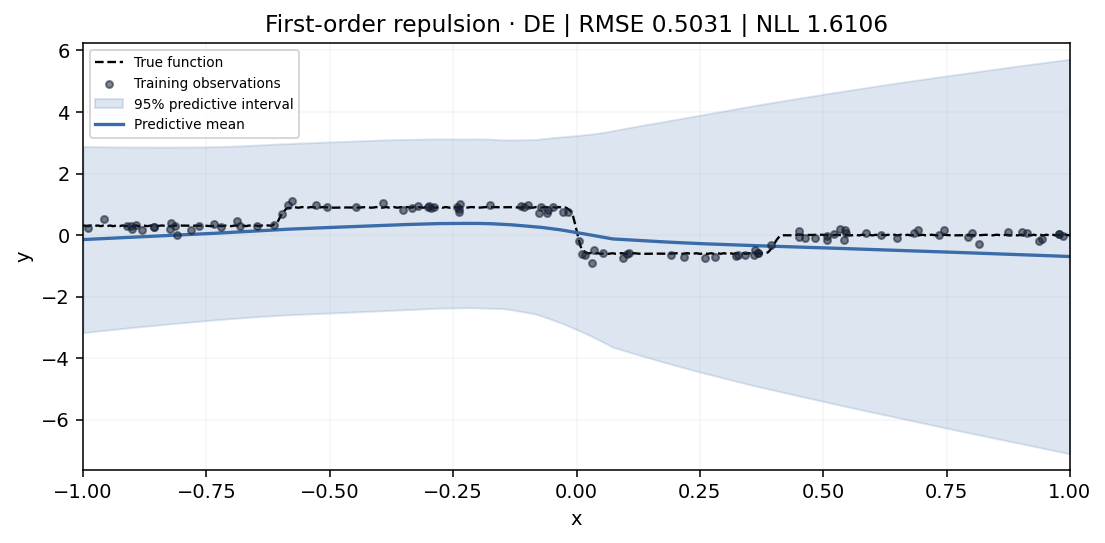 First-order repulsion · DE | RMSE 0.5031 | NLL 1.6106
True function
Training observations
95% predictive interval
Predictive mean
y
6
4
2
0
−2
−4
−6
−1.00 −0.75 −0.50 −0.25 0.00 0.25 0.50 0.75 1.00
x